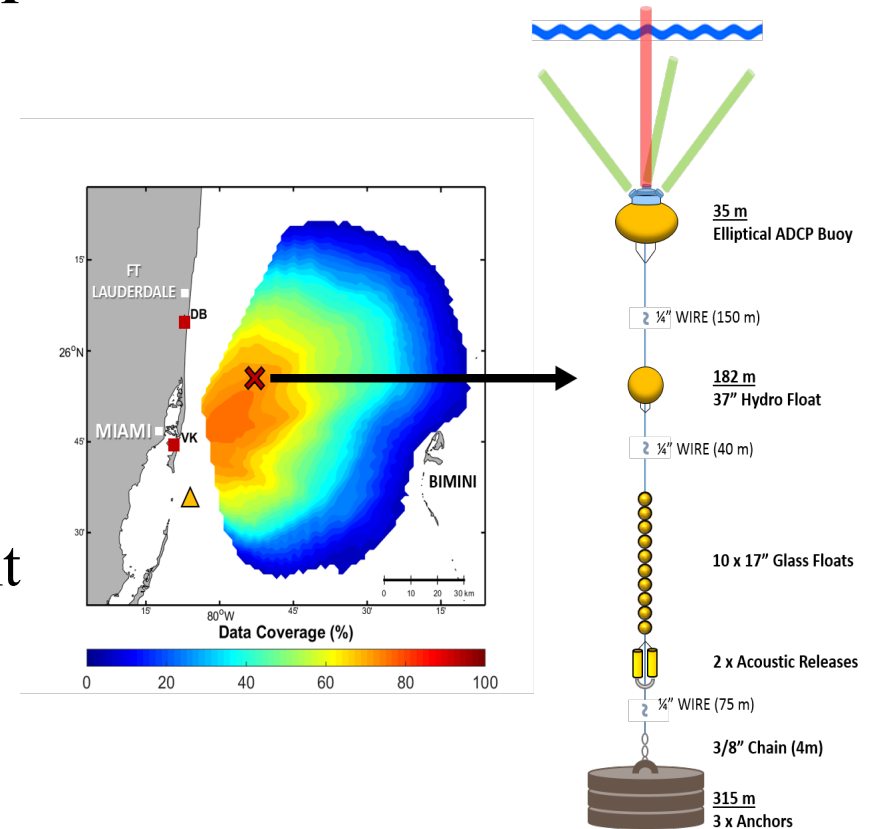 15'
FT
LAUDERDALE
DB
26°N
MIAMI
VK
45'
BIMINI
30'
0 10 20 30 km
15' 80°W 45' 30' 15'
Data Coverage (%)
0 20 40 60 80 100
35 m
Elliptical ADCP Buoy
¼” WIRE (150 m)
182 m
37” Hydro Float
¼” WIRE (40 m)
10 x 17” Glass Floats
2 x Acoustic Releases
¼” WIRE (75 m)
3/8” Chain (4m)
315 m
3 x Anchors